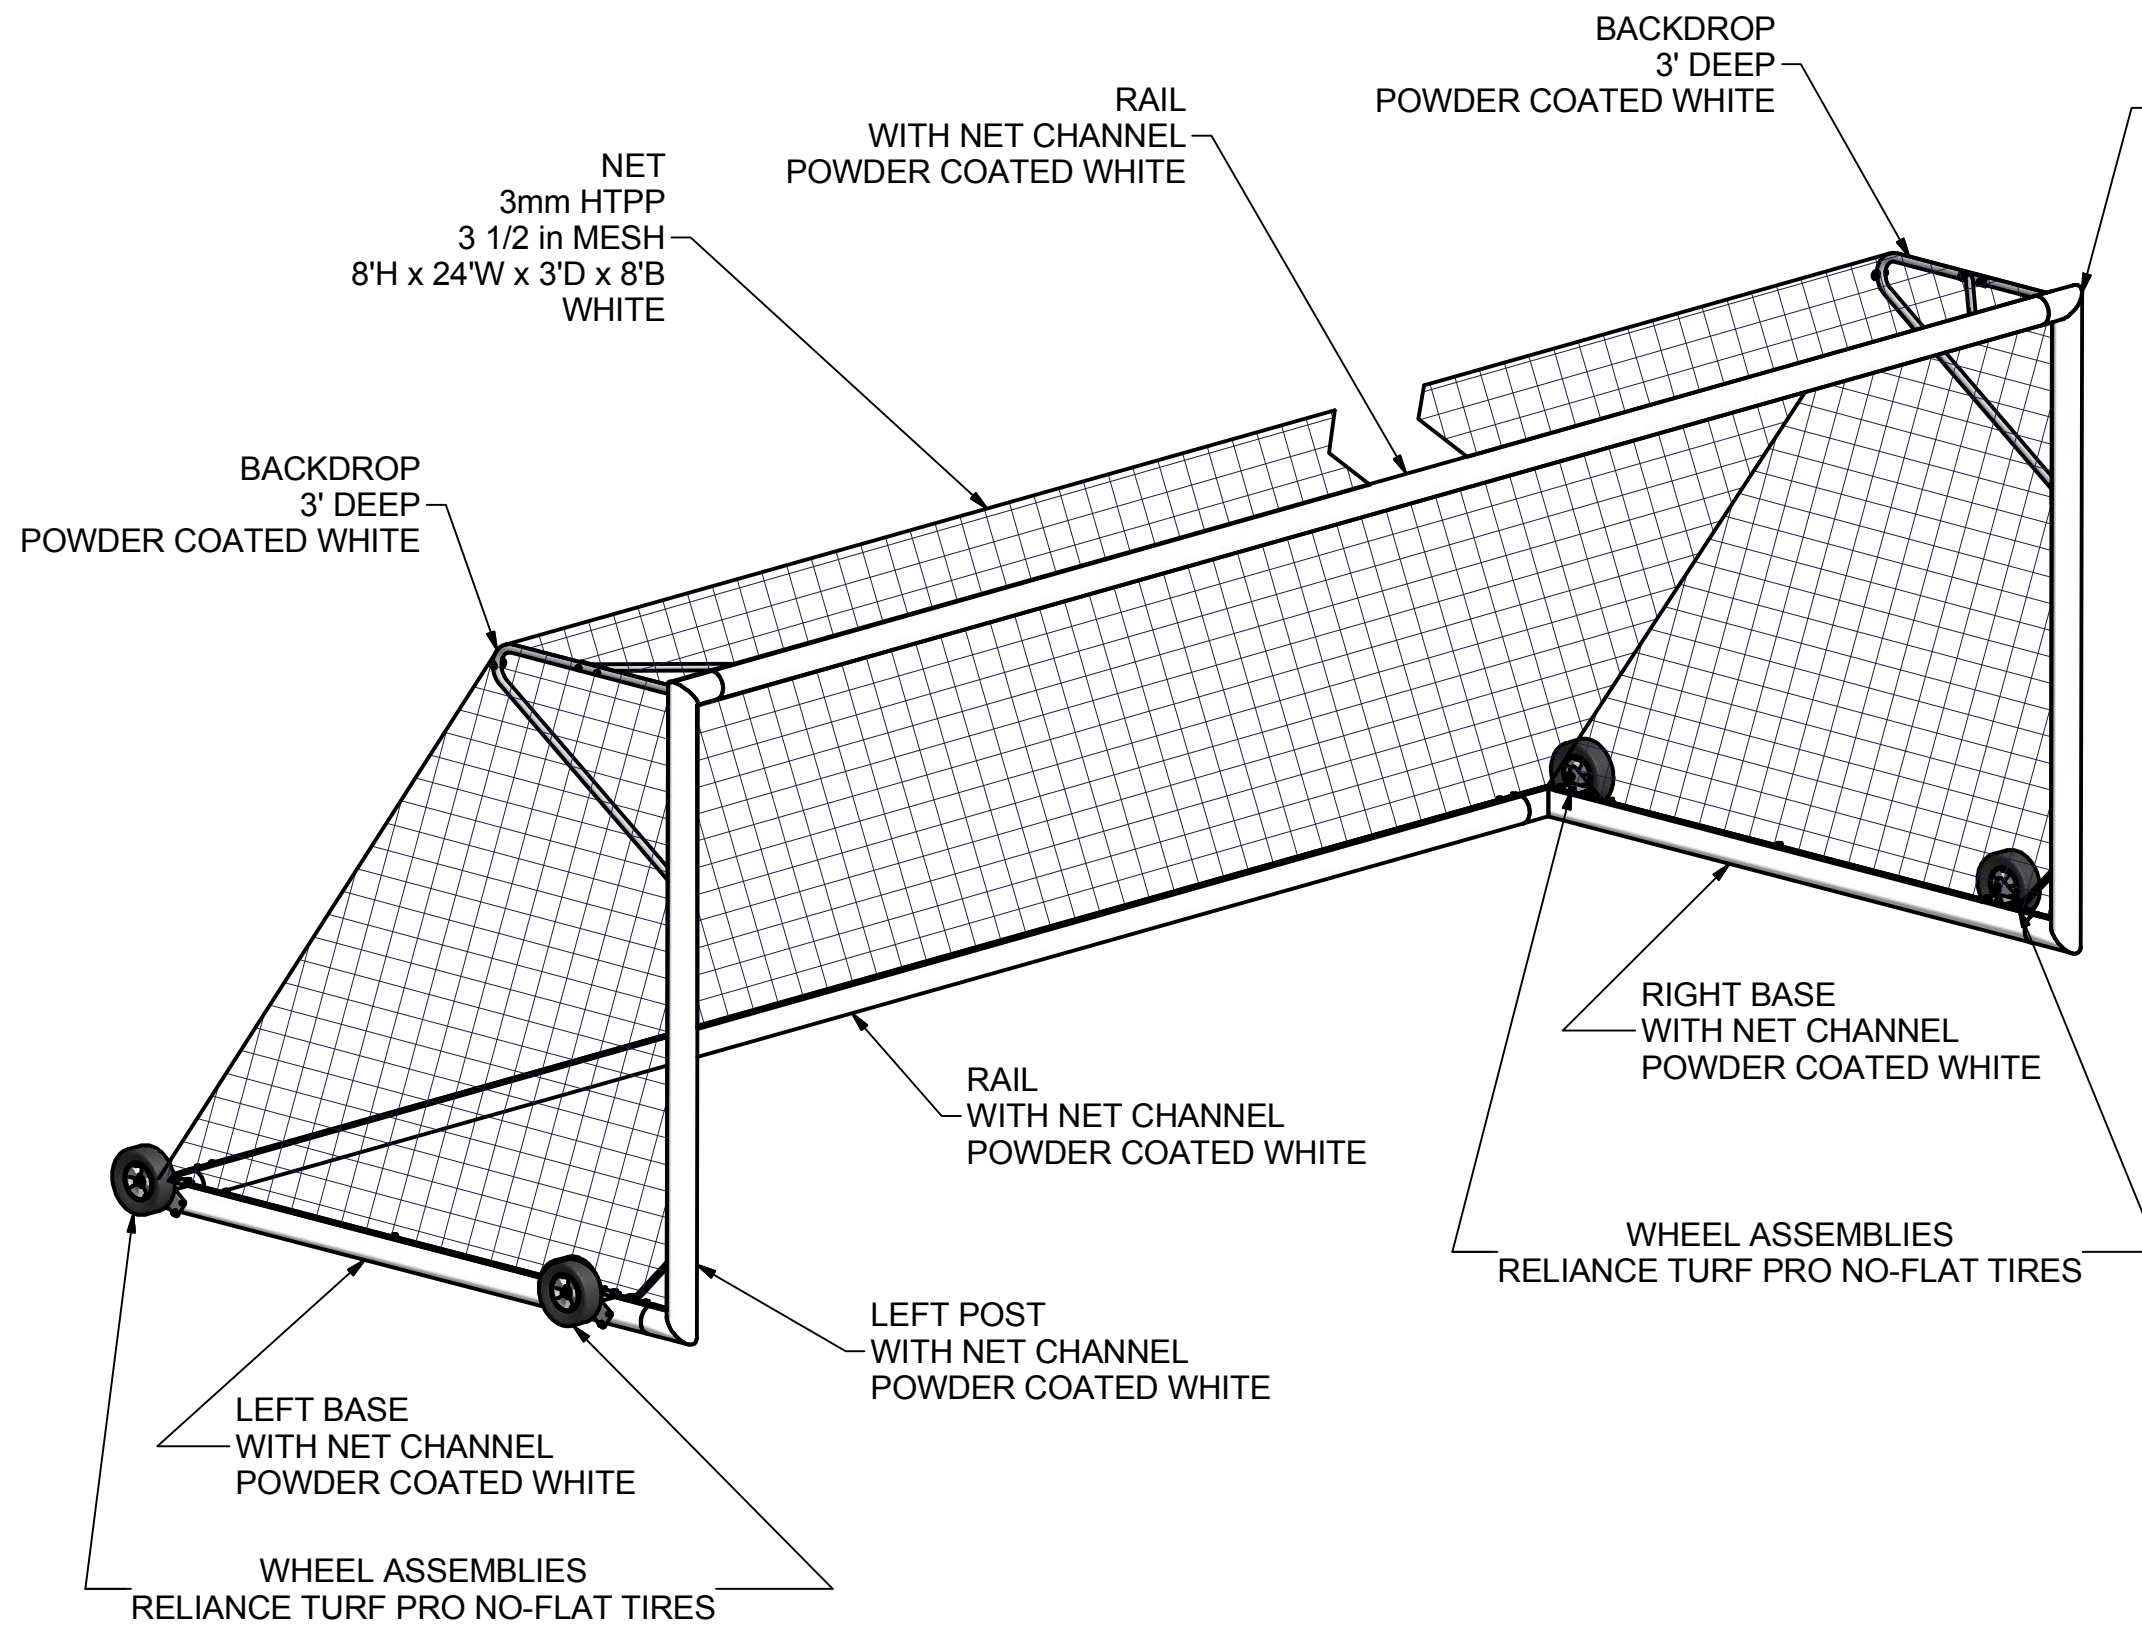 BACKDROP
3' DEEP
POWDER COATED WHITE
RAIL
WITH NET CHANNEL
POWDER COATED WHITE
NET
3mm HTPP
3 1/2 in MESH
8'H x 24'W x 3'D x 8'B
WHITE
BACKDROP
3' DEEP
POWDER COATED WHITE
RIGHT BASE
WITH NET CHANNEL
POWDER COATED WHITE
RAIL
WITH NET CHANNEL
POWDER COATED WHITE
WHEEL ASSEMBLIES
RELIANCE TURF PRO NO-FLAT TIRES
LEFT POST
WITH NET CHANNEL
POWDER COATED WHITE
LEFT BASE
WITH NET CHANNEL
POWDER COATED WHITE
WHEEL ASSEMBLIES
RELIANCE TURF PRO NO-FLAT TIRES